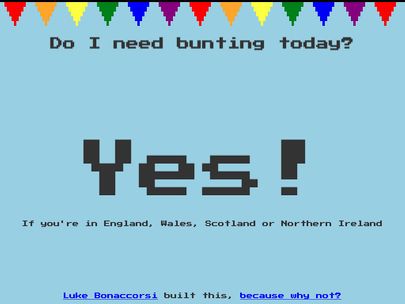 Do I need bunting today?
Yes!
If you're in England, Wales, Scotland or Northern Ireland
Luke Bonaccorsi built this, because why not?